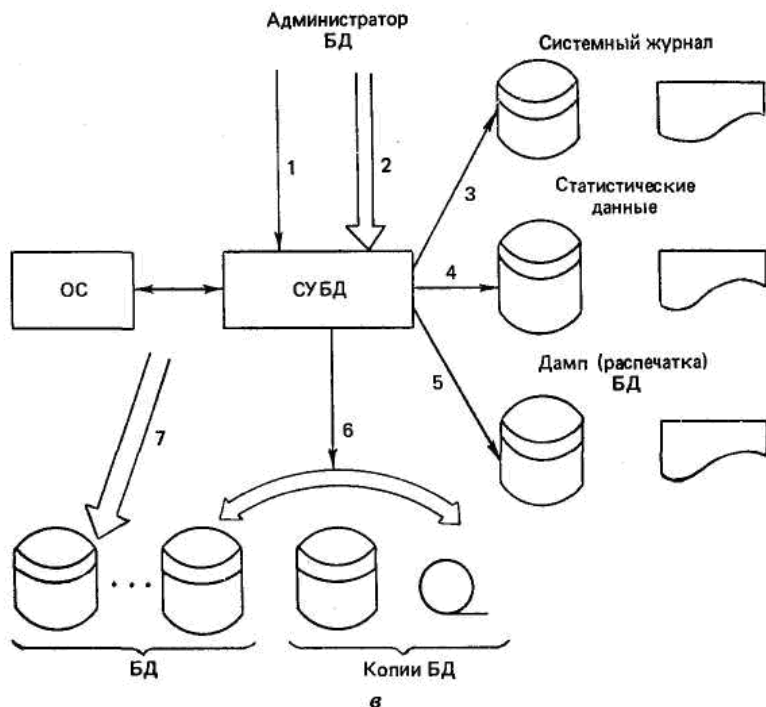 Администратор
БД
Системный журнал
1
2
3
Статистические
данные
ОС
СУБД
4
Дамп (распечатка)
БД
5
6
7
БД
Копии БД
в